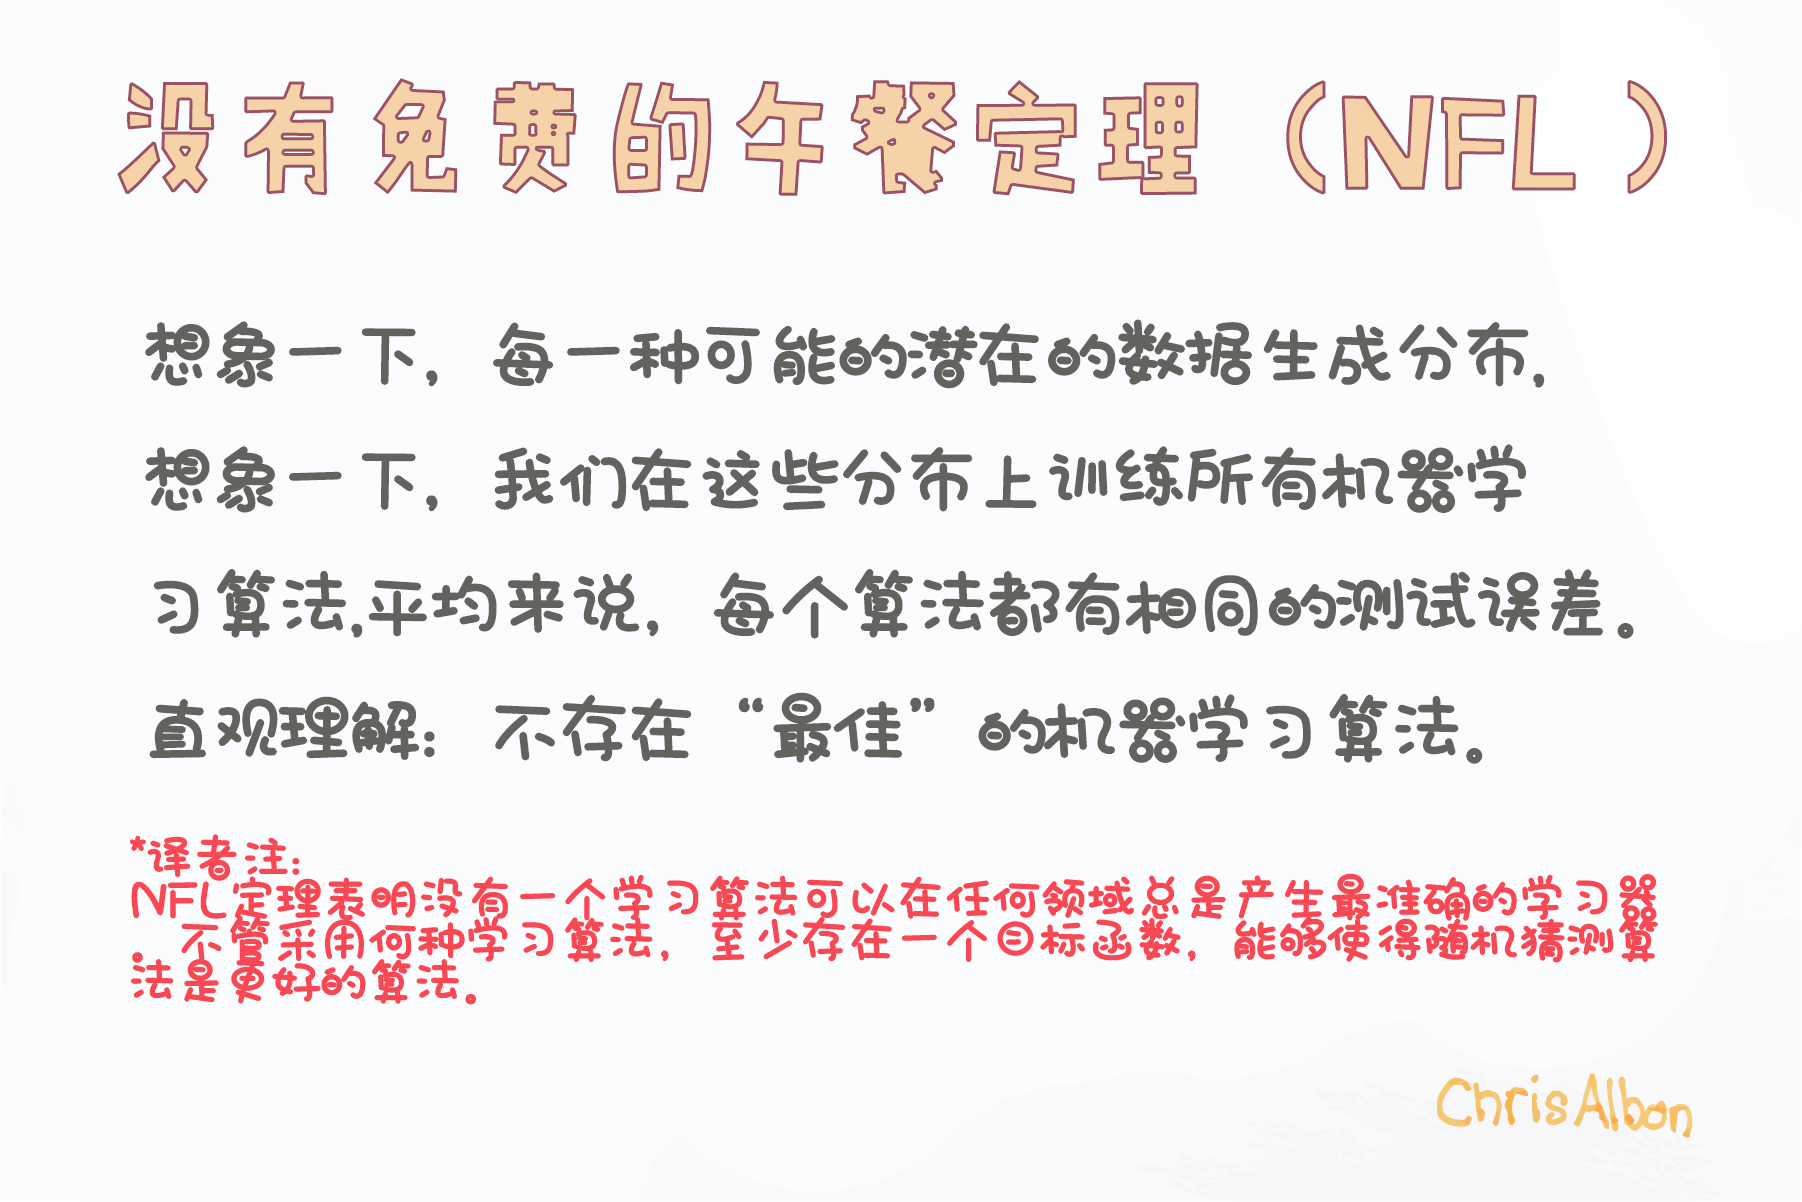 没有免费的午餐定理（NFL）
想象一下，每一种可能的潜在的数据生成分布,
想象一下，我们在这些分布上训练所有机器学
习算法,平均来说，每个算法都有相同的测试误差。
直观理解：不存在“最佳”的机器学习算法。
*译者注：
NFL定理表明没有一个学习算法可以在任何领域总是产生最准确的学习器
。不管采用何种学习算法，至少存在一个目标函数，能够使得随机猜测算
法是更好的算法。
Chris Albon